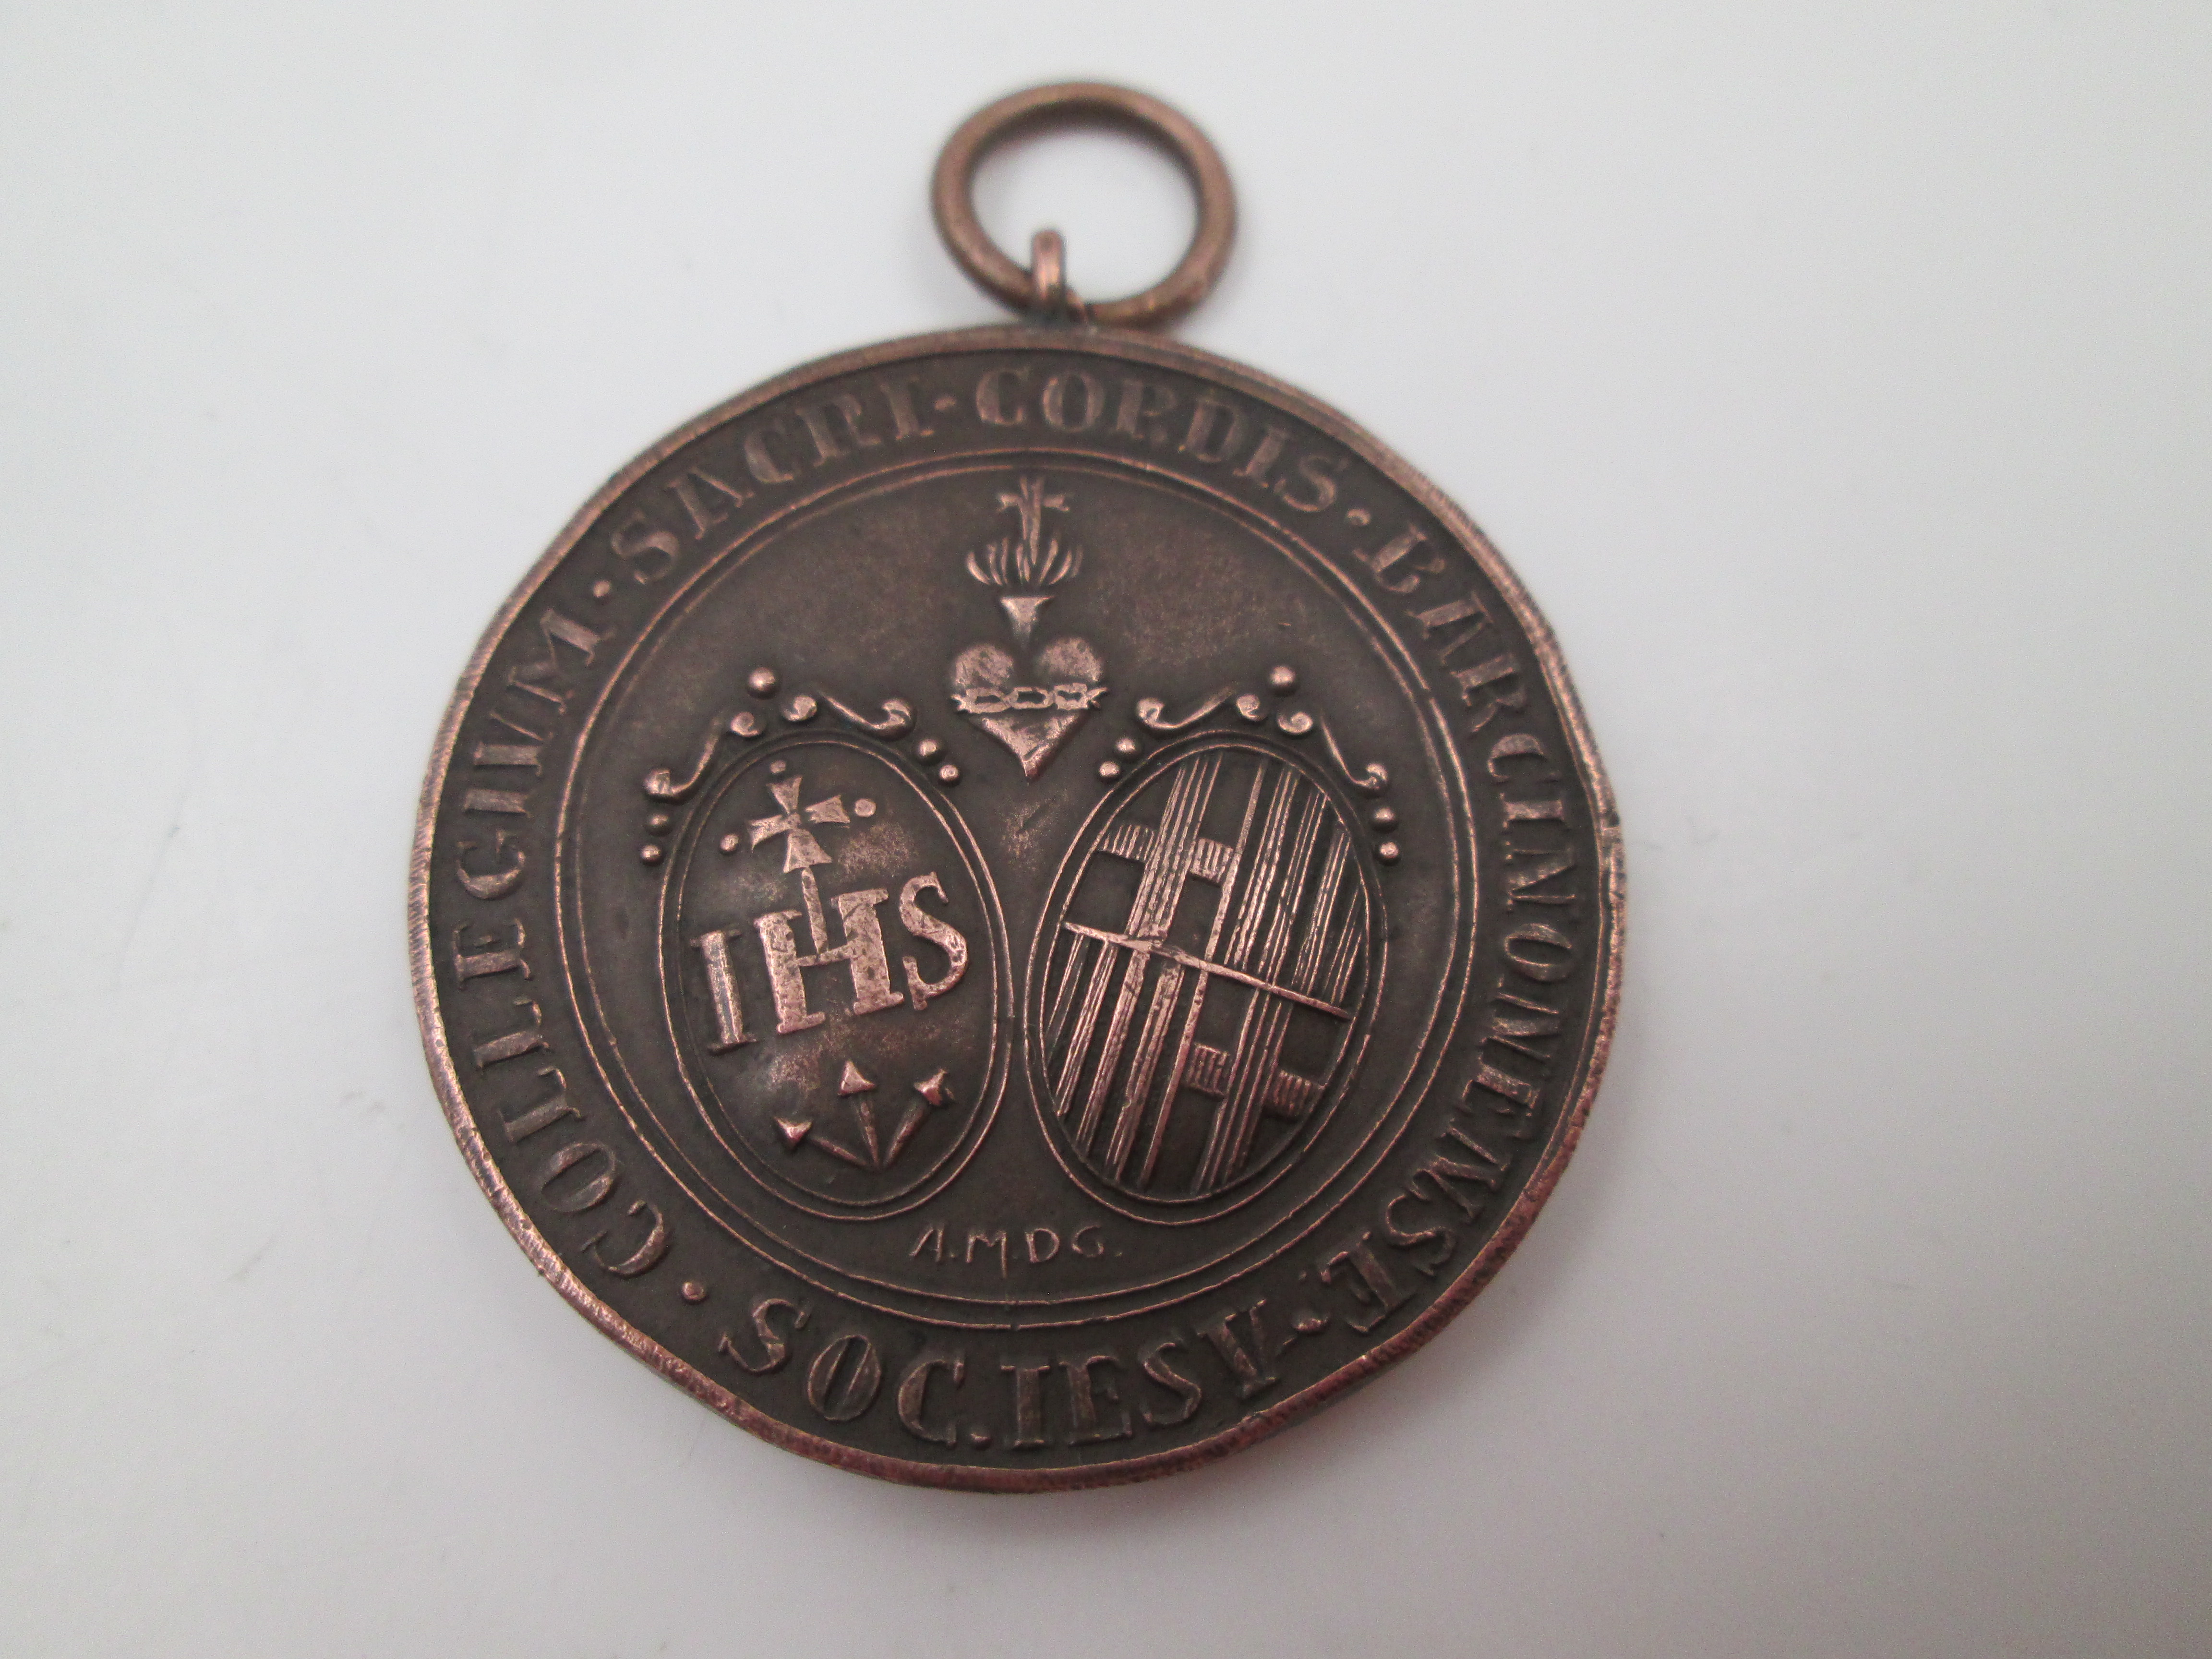 COLLEGIVM · SACRI · CORDIS · BARCINONENSE · SOC. IESV ·
IHS
A.M.D.G.